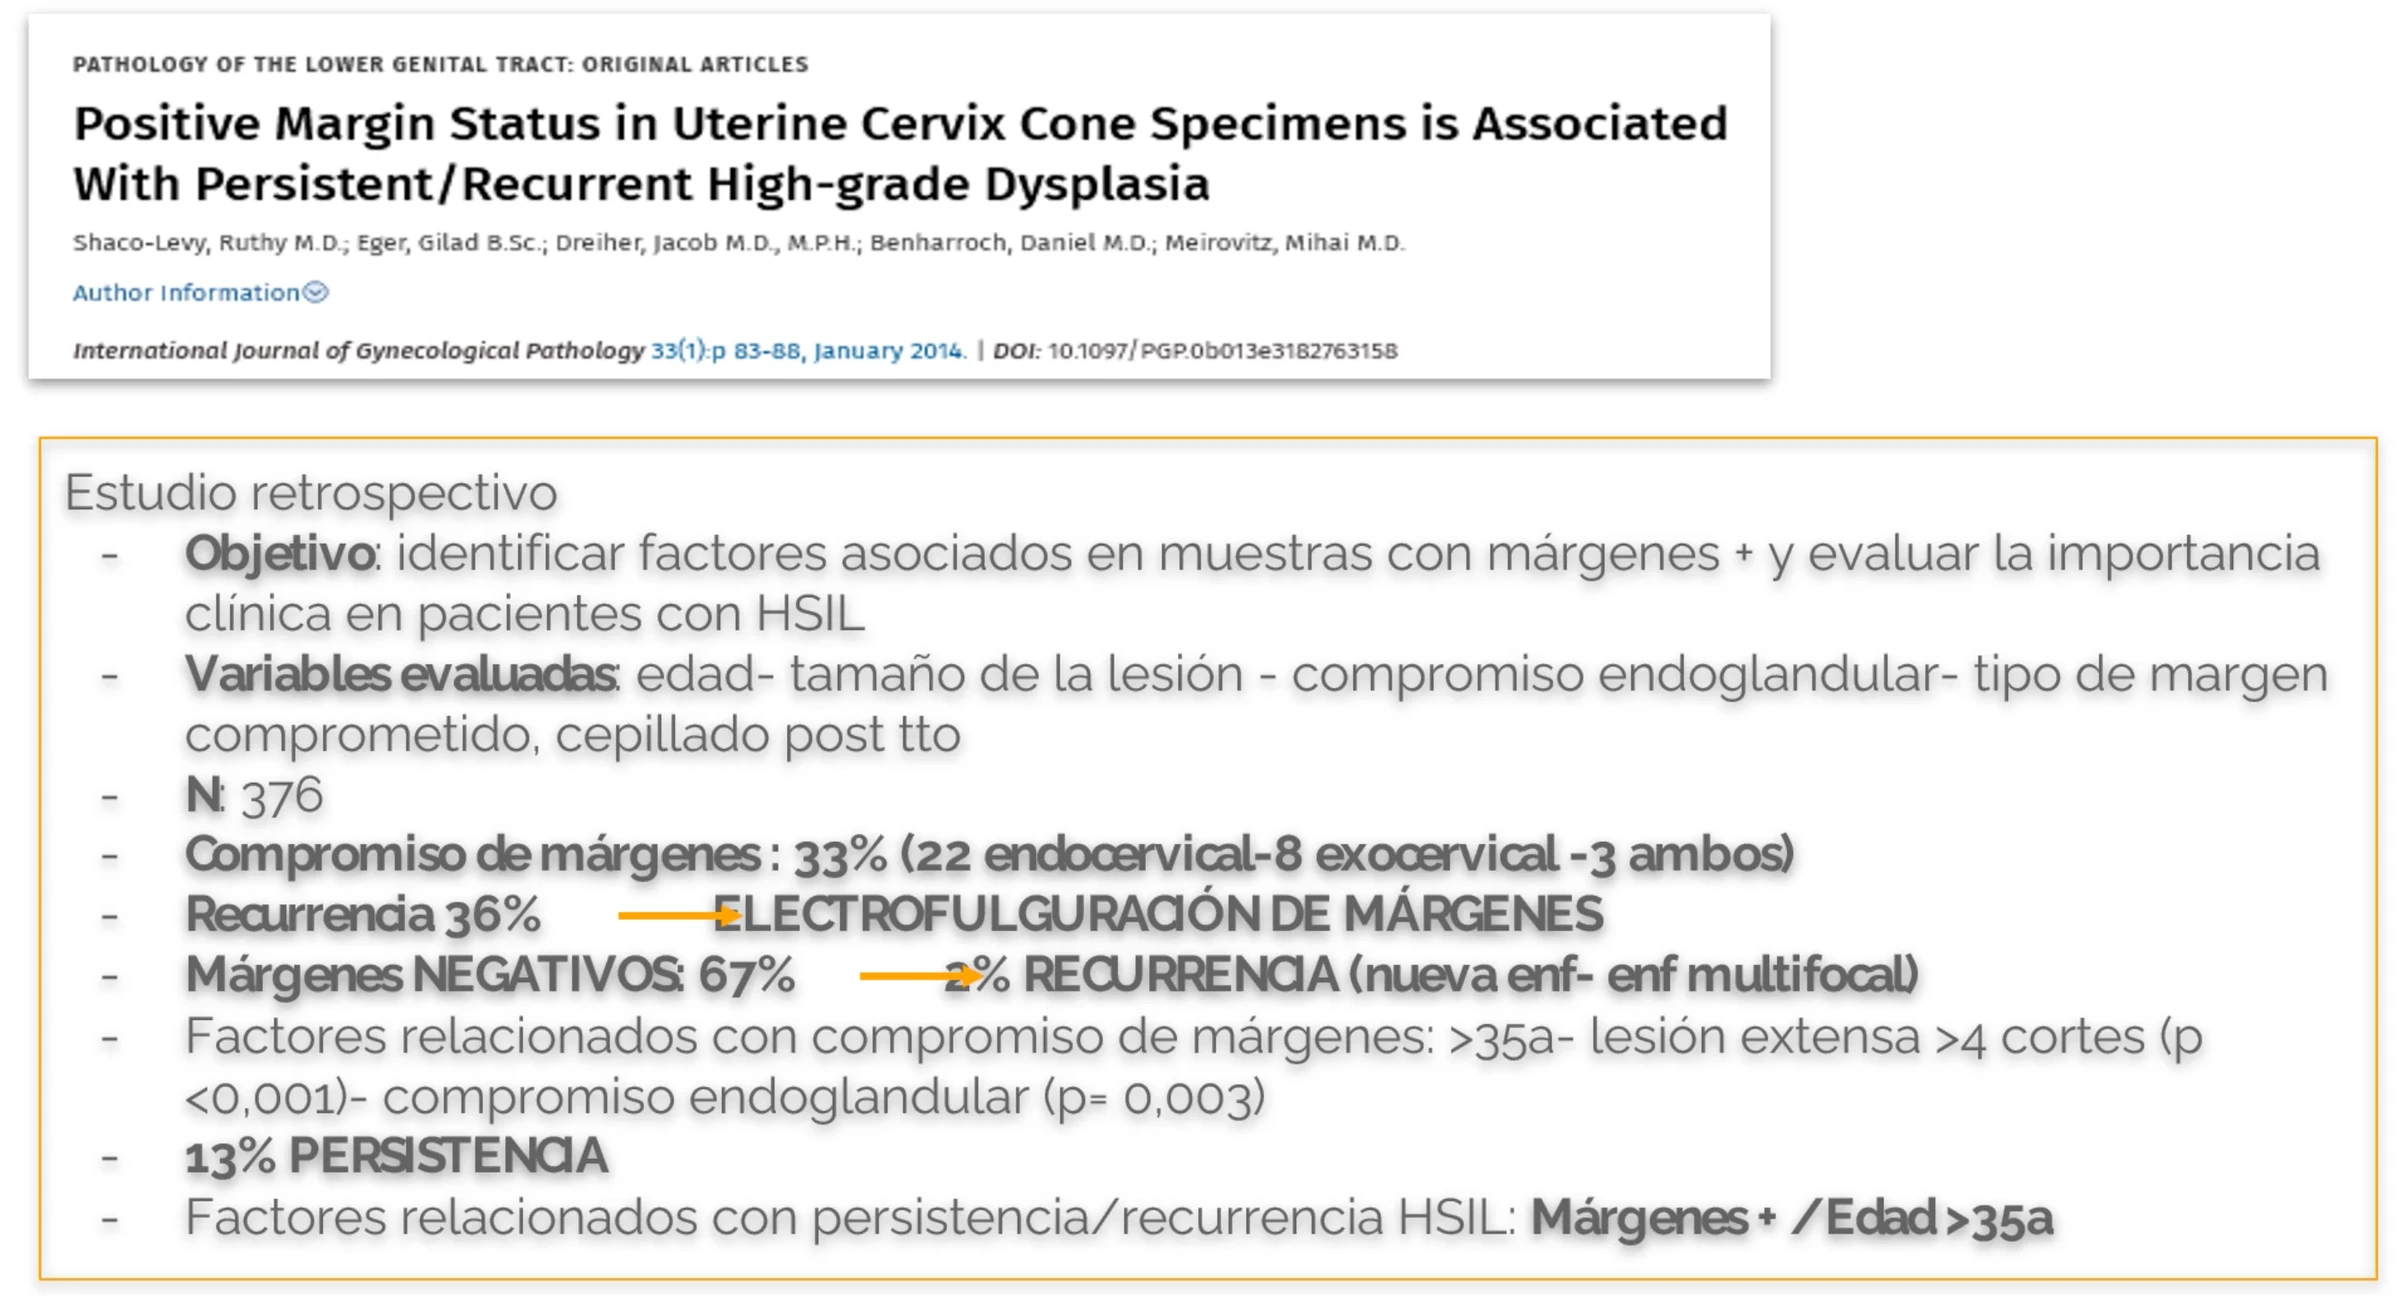 PATHOLOGY OF THE LOWER GENITAL TRACT: ORIGINAL ARTICLES
Positive Margin Status in Uterine Cervix Cone Specimens is Associated
With Persistent/Recurrent High-grade Dysplasia
Shaco-Levy, Ruthy M.D.; Eger, Gilad B.Sc.; Dreiher, Jacob M.D., M.P.H.; Benharroch, Daniel M.D.; Meirovitz, Mihai M.D.
Author Information
International Journal of Gynecological Pathology 33(1):p 83-88, January 2014. | DOI: 10.1097/PGP.0b013e3182763158
Estudio retrospectivo
- Objetivo: identificar factores asociados en muestras con márgenes + y evaluar la importancia
clínica en pacientes con HSIL
- Variables evaluadas: edad- tamaño de la lesión - compromiso endoglandular- tipo de margen
comprometido, cepillado post tto
- N: 376
- Compromiso de márgenes : 33% (22 endocervical-8 exocervical -3 ambos)
- Recurrencia 36% ELECTROFULGURACIÓN DE MÁRGENES
- Márgenes NEGATIVOS: 67% 2% RECURRENCIA (nueva enf- enf multifocal)
- Factores relacionados con compromiso de márgenes: >35a- lesión extensa >4 cortes (p
<0,001)- compromiso endoglandular (p= 0,003)
- 13% PERSISTENCIA
- Factores relacionados con persistencia/recurrencia HSIL: Márgenes + /Edad >35a